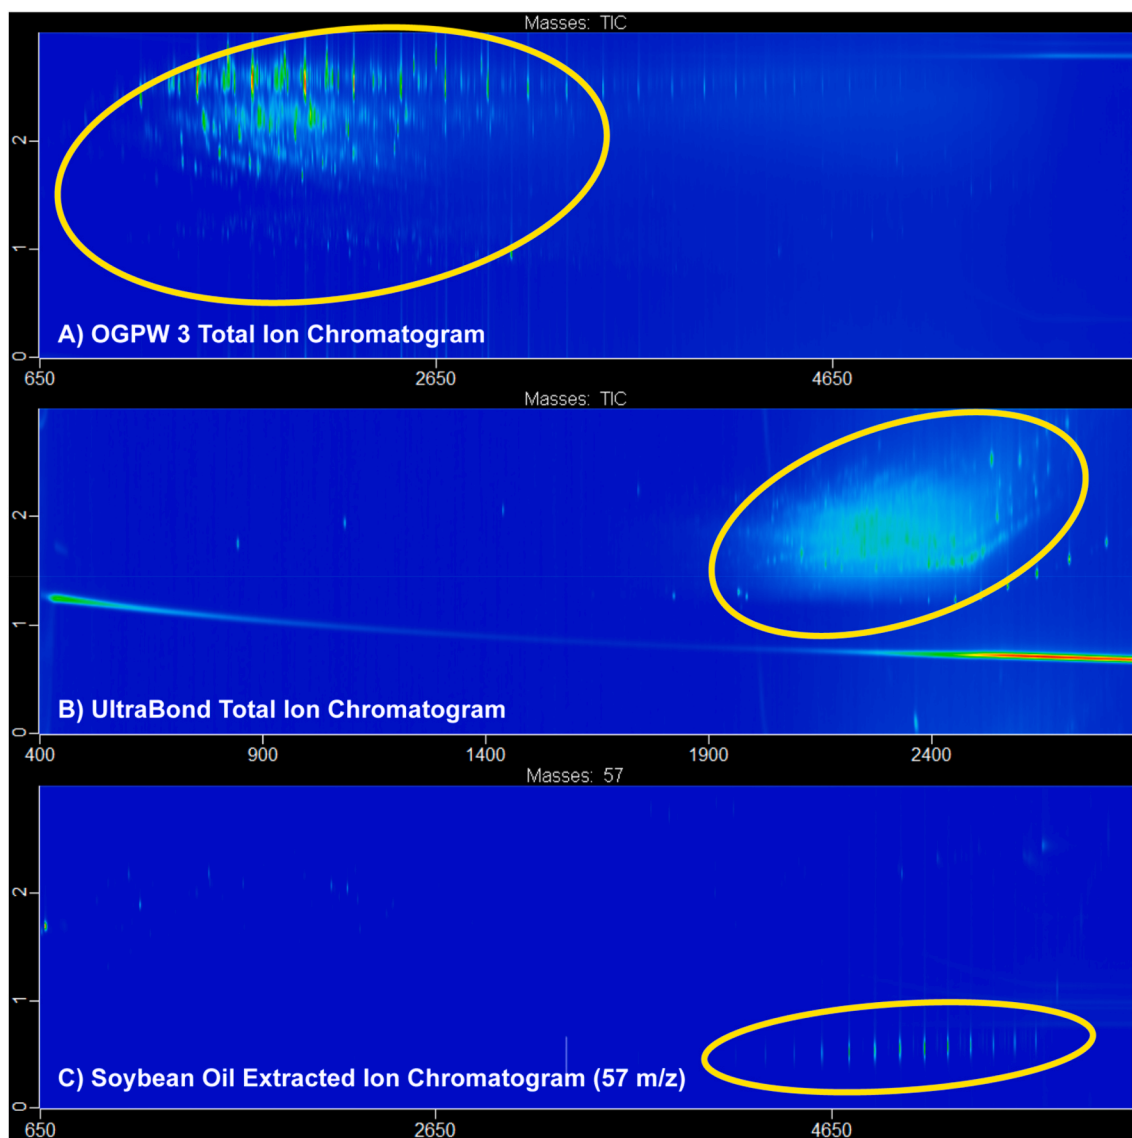 Masses: TIC
2
1
0
A) OGPW 3 Total Ion Chromatogram
650 2650 4650
Masses: TIC
2
1
0
B) UltraBond Total Ion Chromatogram
400 900 1400 1900 2400
Masses: 57
2
1
0
C) Soybean Oil Extracted Ion Chromatogram (57 m/z)
650 2650 4650